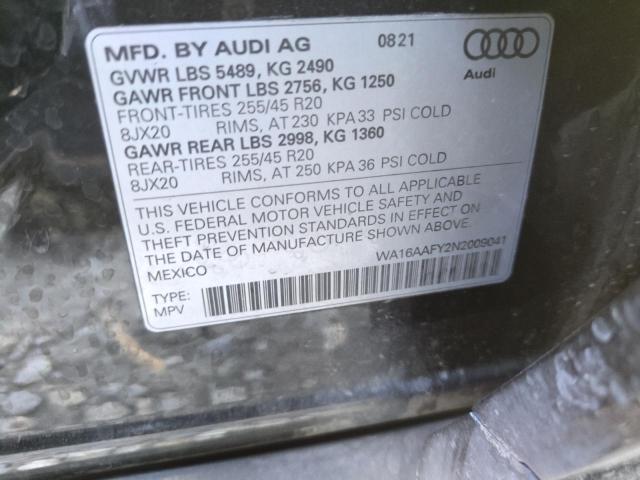 MFD. BY AUDI AG 08 21
GVWR LBS 5489, KG 2490
GAWR FRONT LBS 2756, KG 1250
FRONT-TIRES 255/45 R20
8JX20 RIMS, AT 230 KPA 33 PSI COLD
GAWR REAR LBS 2998, KG 1360
REAR-TIRES 255/45 R20
8JX20 RIMS, AT 250 KPA 36 PSI COLD
Audi
THIS VEHICLE CONFORMS TO ALL APPLICABLE
U.S. FEDERAL MOTOR VEHICLE SAFETY AND
THEFT PREVENTION STANDARDS IN EFFECT ON
THE DATE OF MANUFACTURE SHOWN ABOVE.
MEXICO WA16AAFY2N2009041
TYPE:
MPV